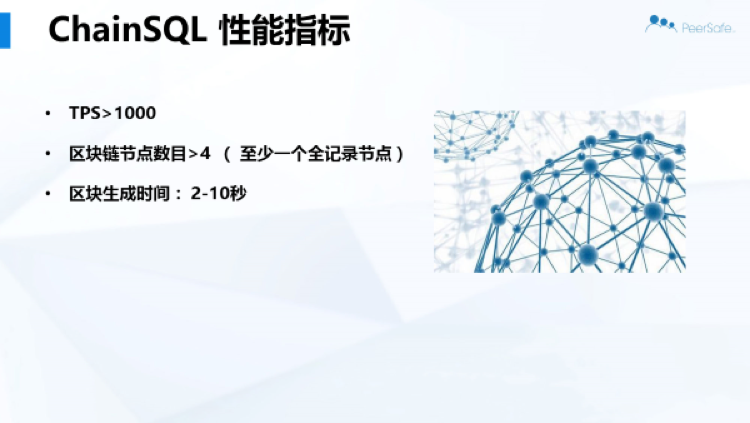 ChainSQL 性能指标
PeerSafe
• TPS>1000
• 区块链节点数目>4 （ 至少一个全记录节点 ）
• 区块生成时间： 2-10秒